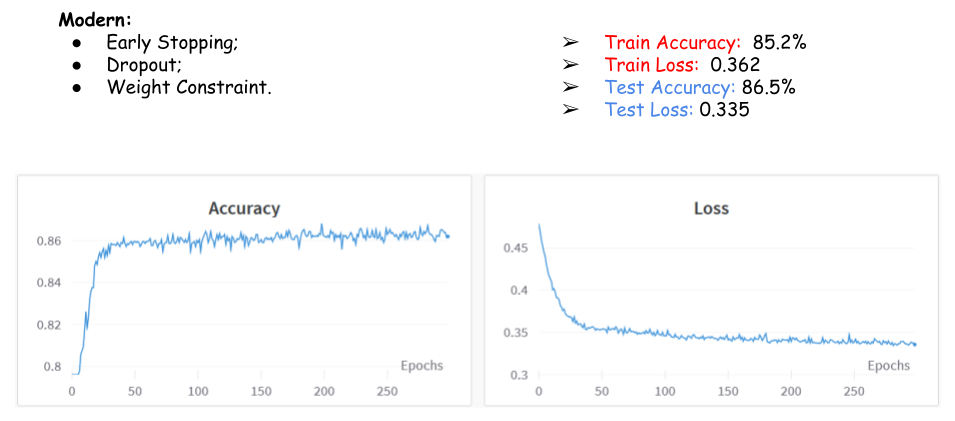 Modern:
● Early Stopping;
● Dropout;
● Weight Constraint.
➢ Train Accuracy: 85.2%
➢ Train Loss: 0.362
➢ Test Accuracy: 86.5%
➢ Test Loss: 0.335
Accuracy
0.86
0.84
0.82
0.8
Epochs
0 50 100 150 200 250
Loss
0.45
0.4
0.35
0.3
Epochs
0 50 100 150 200 250